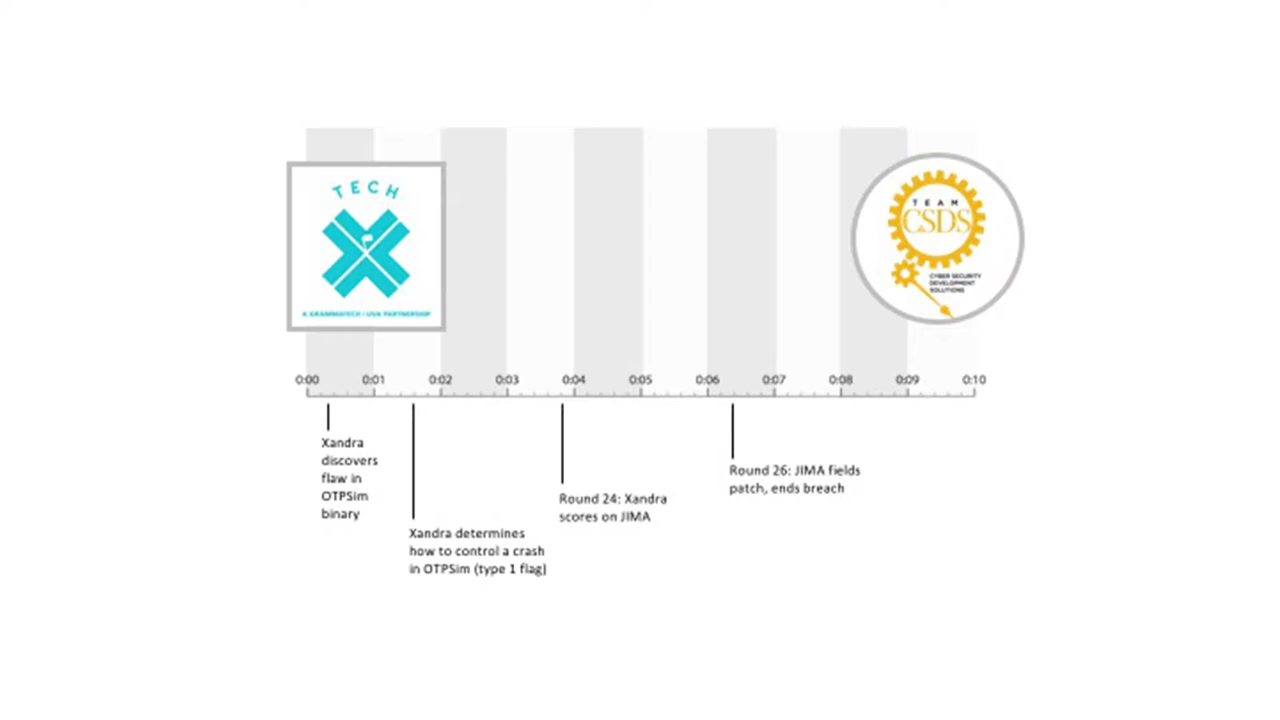 TECH
A GRAMMATECH / UVA PARTNERSHIP
TEAM
CSDS
CYBER SECURITY
DEVELOPMENT
SOLUTIONS
0:00 0:01 0:02 0:03 0:04 0:05 0:06 0:07 0:08 0:09 0:10
Xandra
discovers
flaw in
OTPSim
binary
Xandra determines
how to control a crash
in OTPSim (type 1 flag)
Round 24: Xandra
scores on JIMA
Round 26: JIMA fields
patch, ends breach